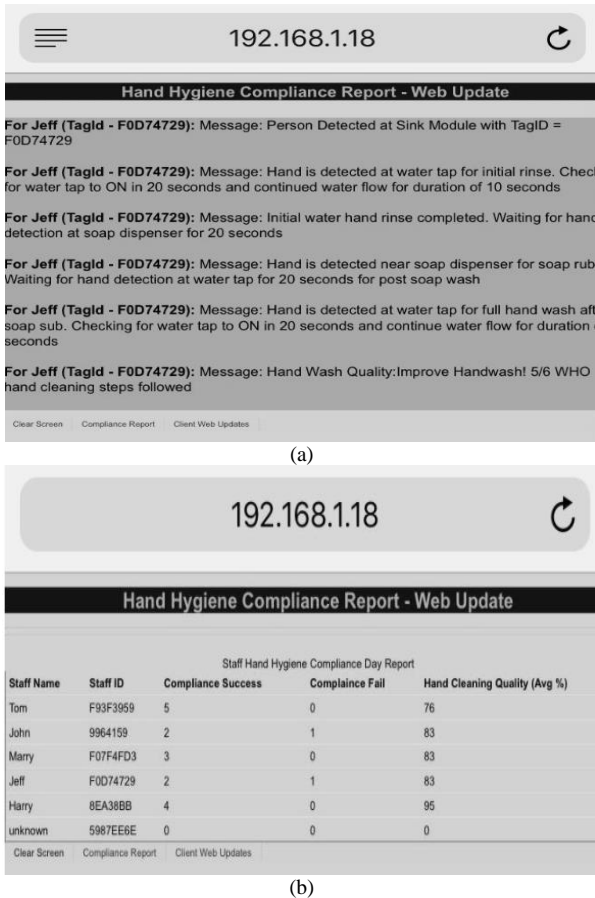 192.168.1.18
Hand Hygiene Compliance Report - Web Update
For Jeff (TagId - F0D74729): Message: Person Detected at Sink Module with TagID =
F0D74729
For Jeff (TagId - F0D74729): Message: Hand is detected at water tap for initial rinse. Chec
for water tap to ON in 20 seconds and continued water flow for duration of 10 seconds
For Jeff (TagId - F0D74729): Message: Initial water hand rinse completed. Waiting for hand
detection at soap dispenser for 20 seconds
For Jeff (TagId - F0D74729): Message: Hand is detected near soap dispenser for soap rub
Waiting for hand detection at water tap for 20 seconds for post soap wash
For Jeff (TagId - F0D74729): Message: Hand is detected at water tap for full hand wash aft
soap sub. Checking for water tap to ON in 20 seconds and continue water flow for duration
seconds
For Jeff (TagId - F0D74729): Message: Hand Wash Quality:Improve Handwash! 5/6 WHO
hand cleaning steps followed
Clear Screen Compliance Report Client Web Updates
(a)
192.168.1.18
Hand Hygiene Compliance Report - Web Update
Staff Hand Hygiene Compliance Day Report
Staff Name Staff ID Compliance Success Complaince Fail Hand Cleaning Quality (Avg %)
Tom F93F3959 5 0 76
John 9964159 2 1 83
Marry F07F4FD3 3 0 83
Jeff F0D74729 2 1 83
Harry 8EA38BB 4 0 95
unknown 5987EE6E 0 0 0
Clear Screen Compliance Report Client Web Updates
(b)